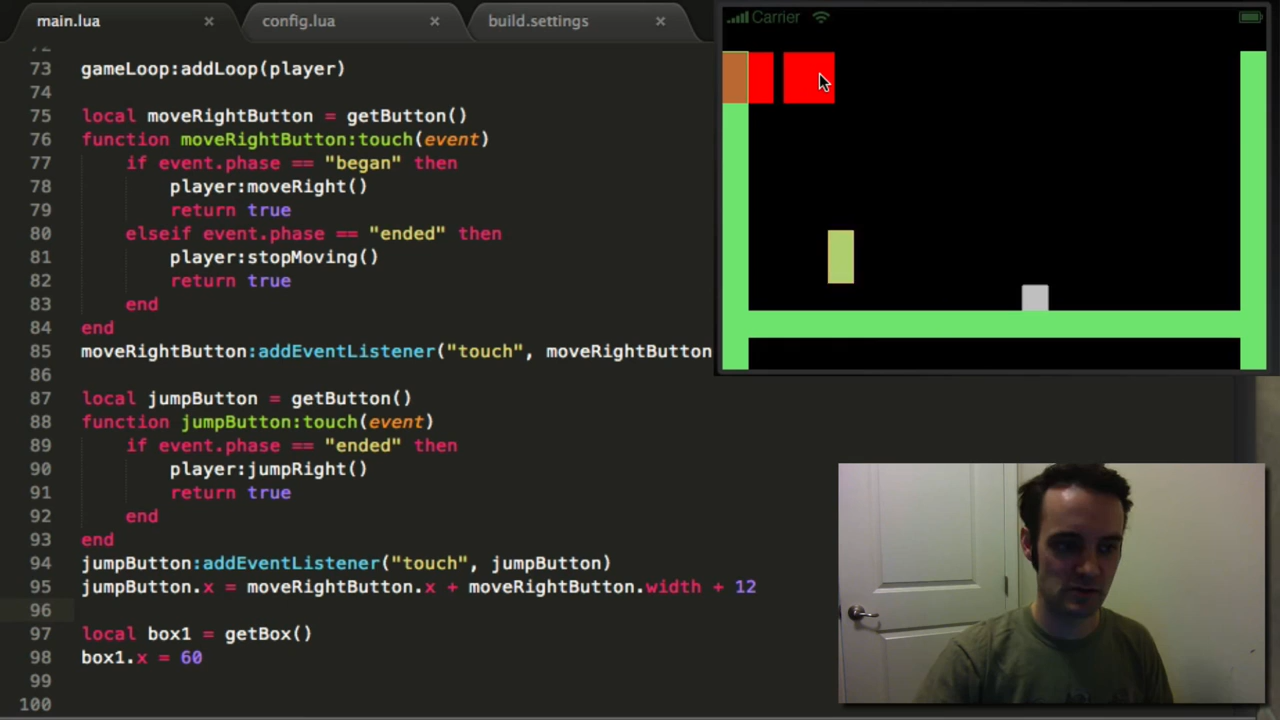 main.lua × config.lua × build.settings ×
Carrier
73 gameLoop:addLoop(player)
74
75 local moveRightButton = getButton()
76 function moveRightButton:touch(event)
77 if event.phase == "began" then
78 player:moveRight()
79 return true
80 elseif event.phase == "ended" then
81 player:stopMoving()
82 return true
83 end
84 end
85 moveRightButton:addEventListener("touch", moveRightButton
86
87 local jumpButton = getButton()
88 function jumpButton:touch(event)
89 if event.phase == "ended" then
90 player:jumpRight()
91 return true
92 end
93 end
94 jumpButton:addEventListener("touch", jumpButton)
95 jumpButton.x = moveRightButton.x + moveRightButton.width + 12
96
97 local box1 = getBox()
98 box1.x = 60
99
100